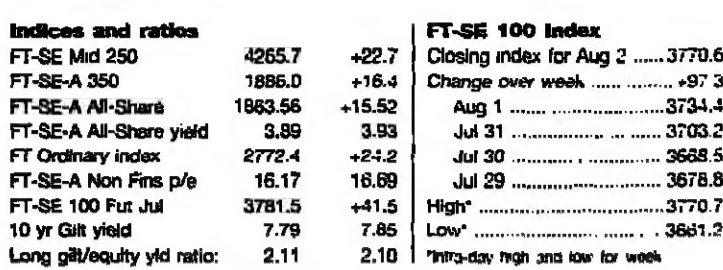 Indices and ratios
FT-SE Mid 250 4265.7 +22.7
FT-SE-A 350 1886.0 +16.4
FT-SE-A All-Share 1863.56 +15.52
FT-SE-A All-Share yield 3.89 3.93
FT Ordinary index 2772.4 +24.2
FT-SE-A Non Fins p/e 16.17 16.69
FT-SE 100 Fut Jul 3781.5 +41.5
10 yr Gilt yield 7.79 7.85
Long gilt/equity yld ratio: 2.11 2.10
FT-SE 100 Index
Closing index for Aug 2 ......3770.6
Change over week ...... +97.3
Aug 1 ......3734.4
Jul 31 ......3703.2
Jul 30 ......3668.5
Jul 29 ......3678.8
High* ......3770.7
Low* ......3661.2
*Intra-day high and low for week